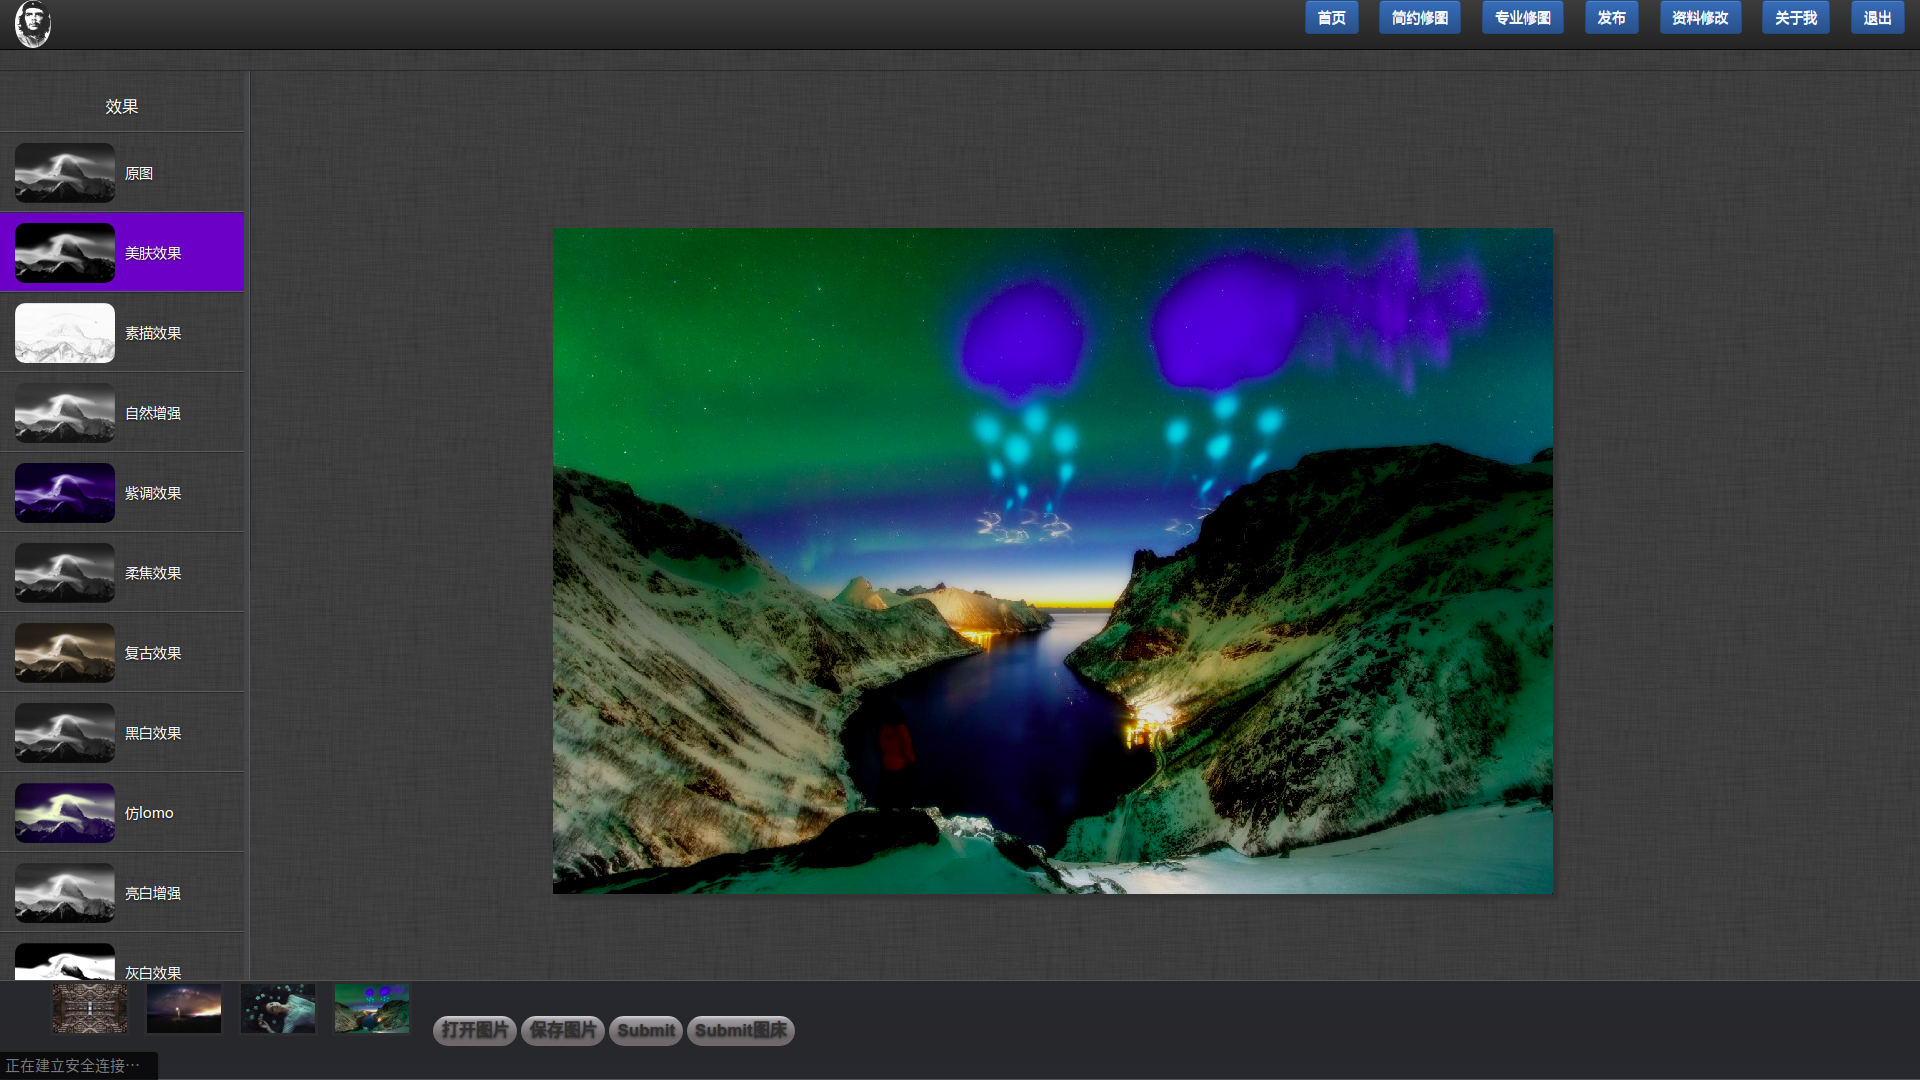 首页
简约修图
专业修图
发布
资料修改
关于我
退出
效果
原图
美肤效果
素描效果
自然增强
紫调效果
柔焦效果
复古效果
黑白效果
仿lomo
亮白增强
灰白效果
打开图片
保存图片
Submit
Submit图床
正在建立安全连接…